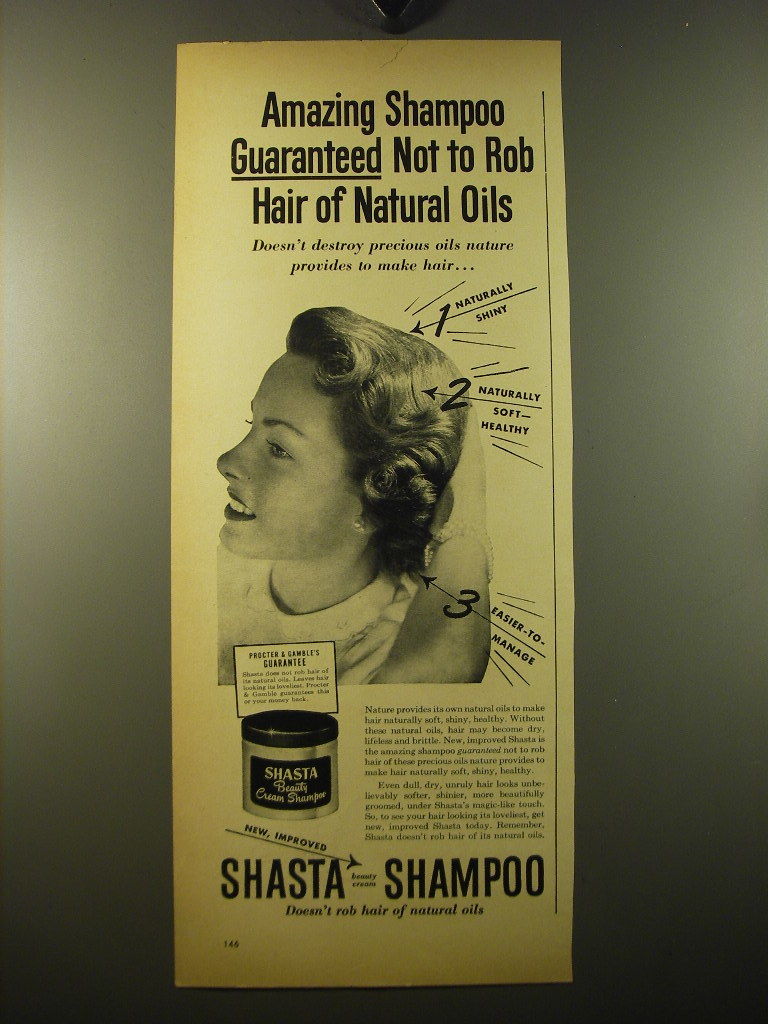 Amazing Shampoo
Guaranteed Not to Rob
Hair of Natural Oils
Doesn't destroy precious oils nature
provides to make hair...
1 NATURALLY
SHINY
2 NATURALLY
SOFT—
HEALTHY
3 EASIER-TO-
MANAGE
PROCTER & GAMBLE'S
GUARANTEE
Shasta does not rob hair of
its natural oils. Leaves hair
looking its loveliest. Procter
& Gamble guarantees this
or your money back.
SHASTA
Beauty
Cream Shampoo
Nature provides its own natural oils to make
hair naturally soft, shiny, healthy. Without
these natural oils, hair may become dry,
lifeless and brittle. New, improved Shasta is
the amazing shampoo guaranteed not to rob
hair of these precious oils nature provides to
make hair naturally soft, shiny, healthy.
Even dull, dry, unruly hair looks unbe-
lievably softer, shinier, more beautifully
groomed, under Shasta's magic-like touch.
So, to see your hair looking its loveliest, get
new, improved Shasta today. Remember,
Shasta doesn't rob hair of its natural oils.
NEW, IMPROVED
SHASTA beauty cream SHAMPOO
Doesn't rob hair of natural oils
146